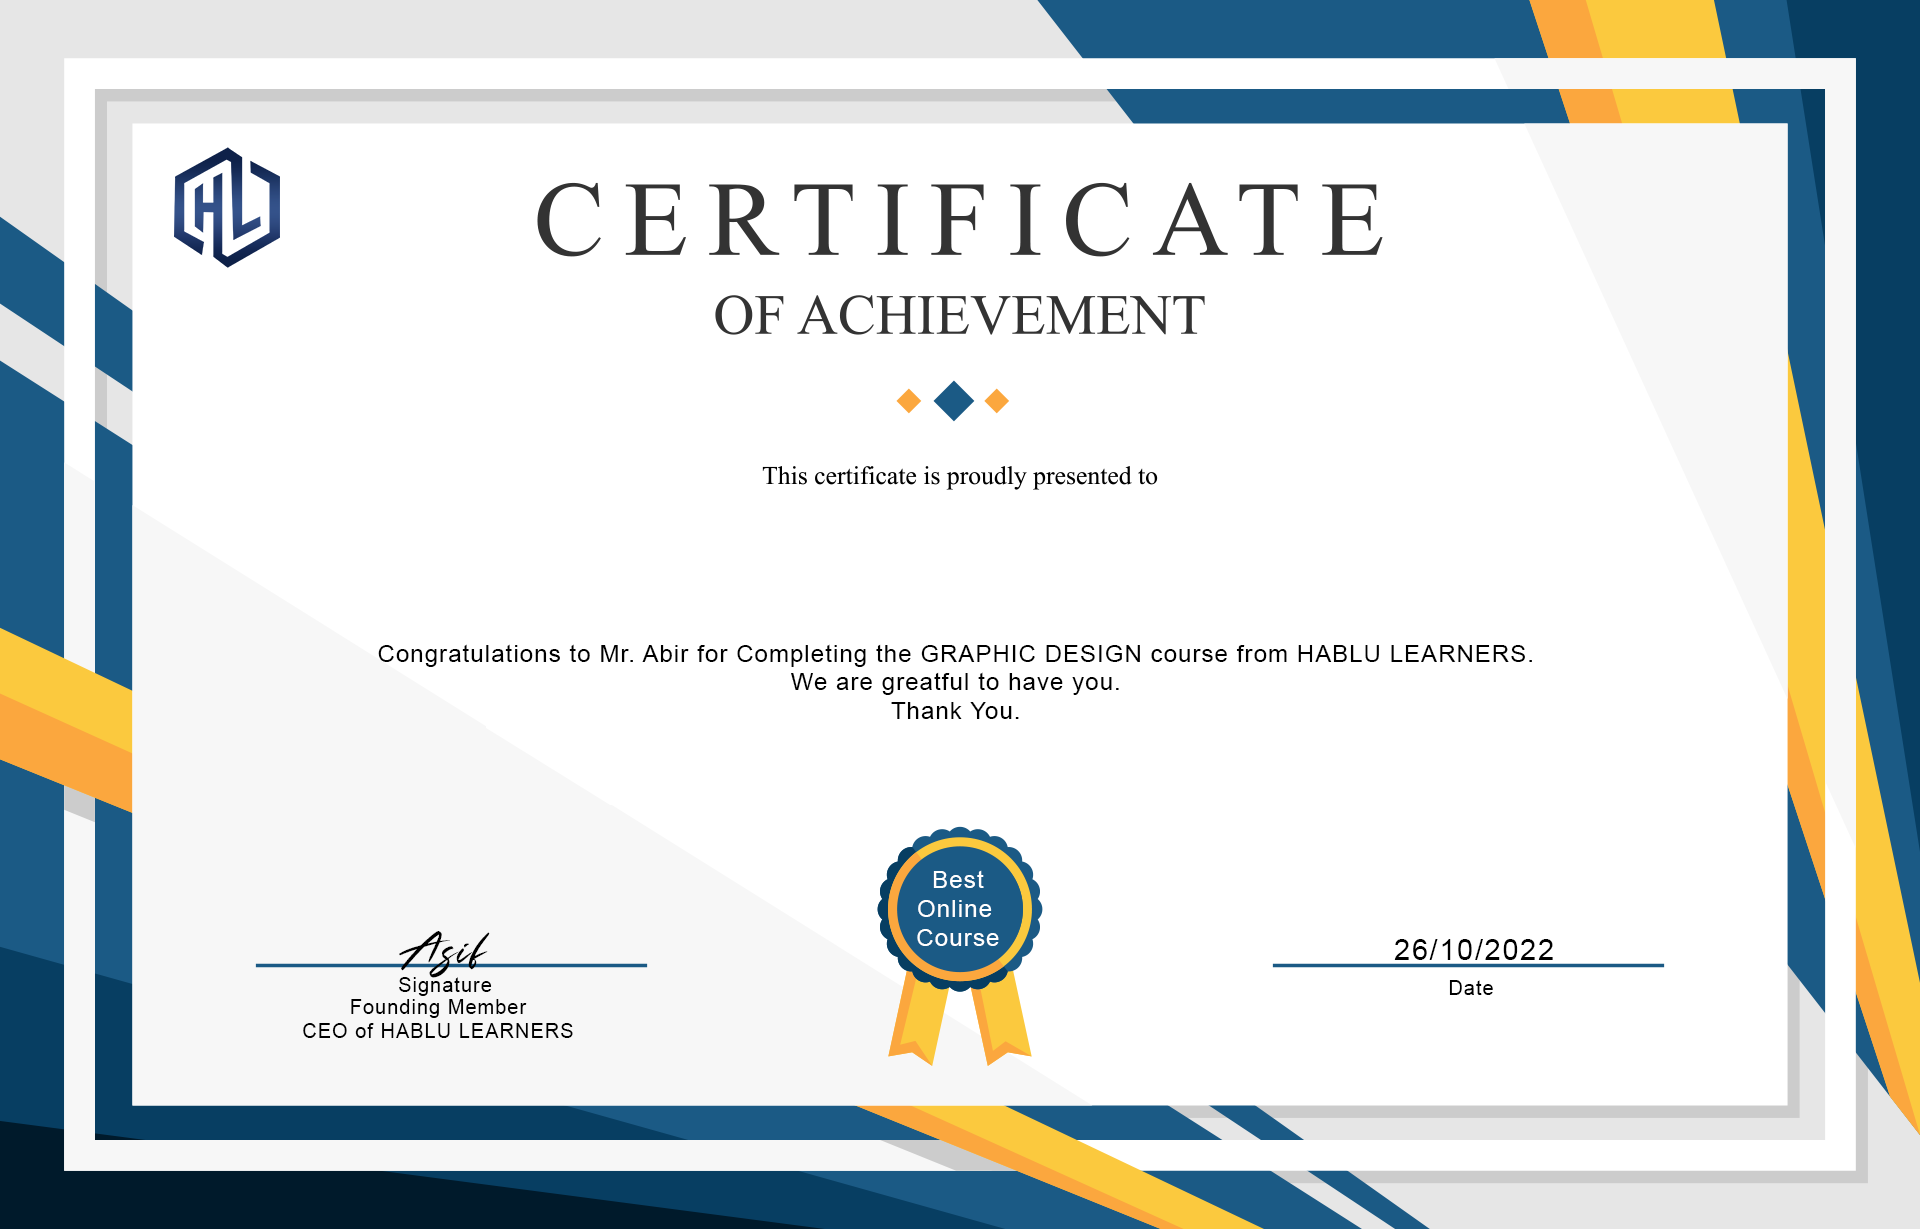 HL
CERTIFICATE
OF ACHIEVEMENT
This certificate is proudly presented to
Congratulations to Mr. Abir for Completing the GRAPHIC DESIGN course from HABLU LEARNERS.
We are greatful to have you.
Thank You.
Best
Online
Course
Asif
Signature
Founding Member
CEO of HABLU LEARNERS
26/10/2022
Date